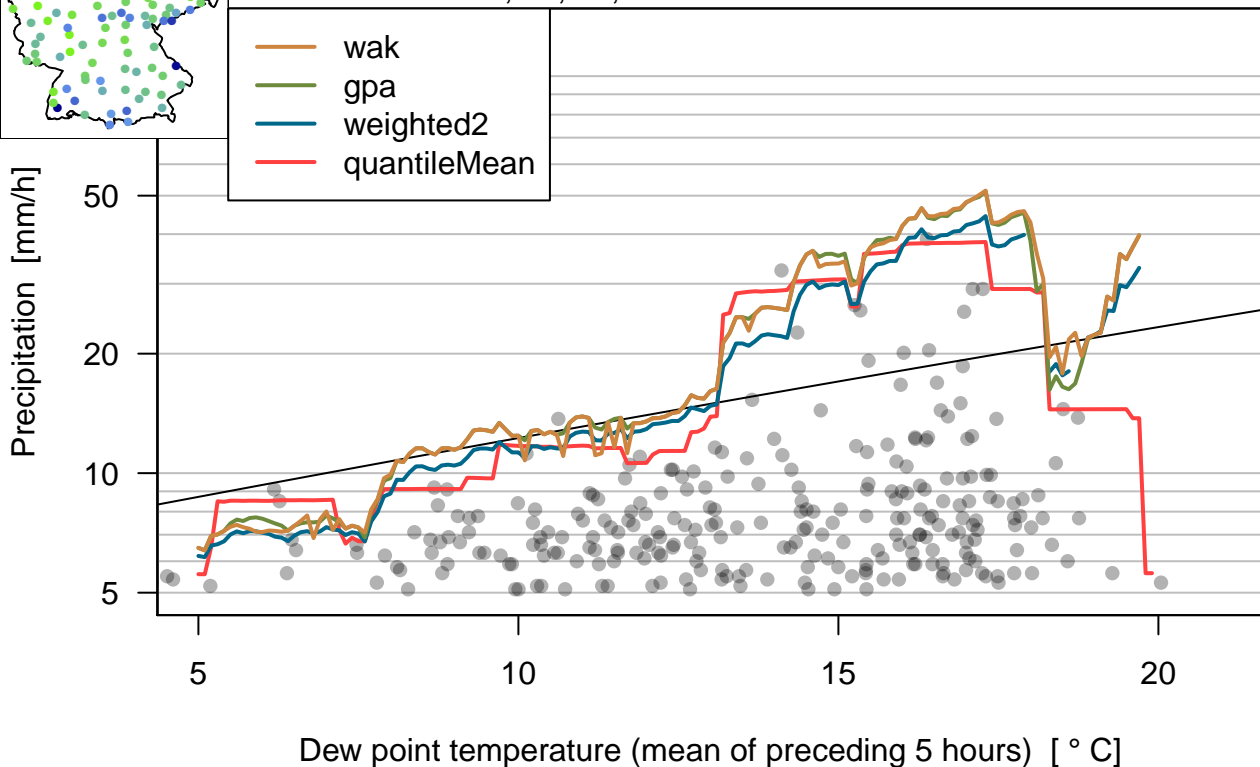 wak
gpa
weighted2
quantileMean
Precipitation [mm/h]
50
20
10
5
5 10 15 20
Dew point temperature (mean of preceding 5 hours) [ ° C]